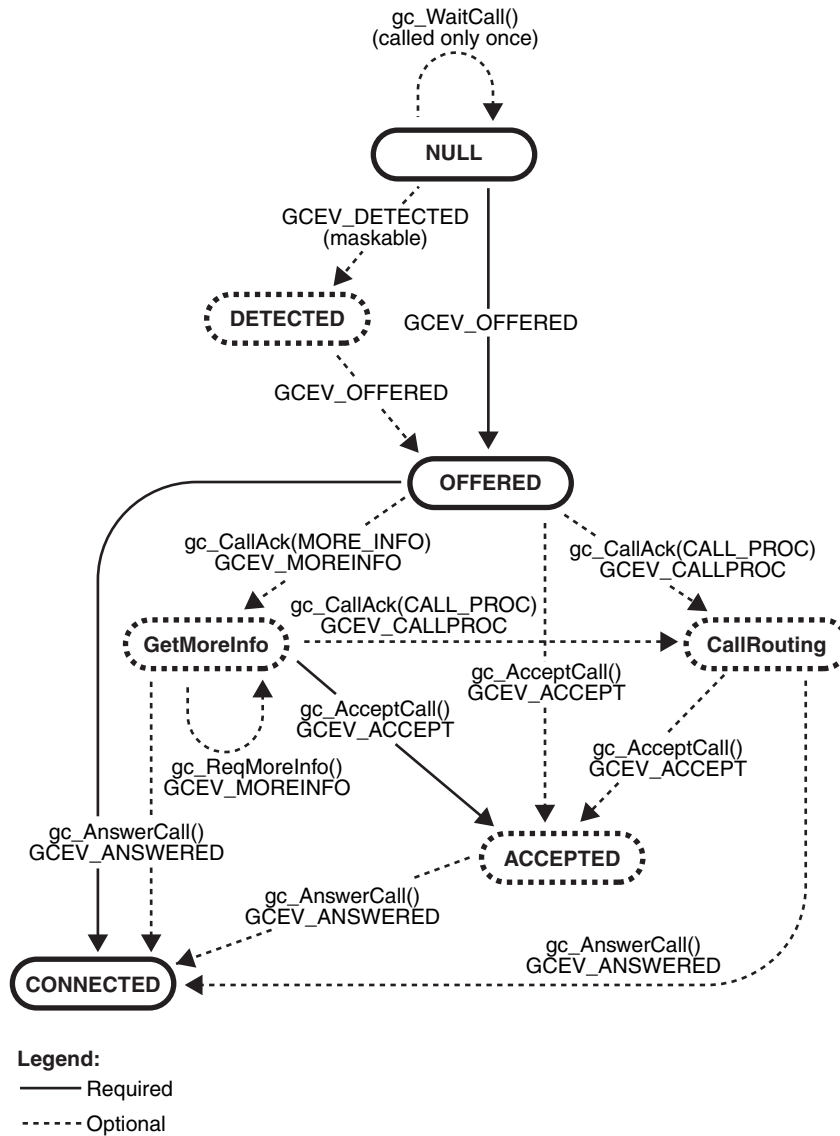 gc_WaitCall()
(called only once)
NULL
GCEV_DETECTED
(maskable)
DETECTED
GCEV_OFFERED
GCEV_OFFERED
OFFERED
gc_CallAck(MORE_INFO)
GCEV_MOREINFO
gc_CallAck(CALL_PROC)
GCEV_CALLPROC
gc_CallAck(CALL_PROC)
GCEV_CALLPROC
GetMoreInfo
CallRouting
gc_AcceptCall()
GCEV_ACCEPT
gc_AcceptCall()
GCEV_ACCEPT
gc_AcceptCall()
GCEV_ACCEPT
gc_ReqMoreInfo()
GCEV_MOREINFO
gc_AnswerCall()
GCEV_ANSWERED
ACCEPTED
gc_AnswerCall()
GCEV_ANSWERED
gc_AnswerCall()
GCEV_ANSWERED
CONNECTED
Legend:
Required
Optional